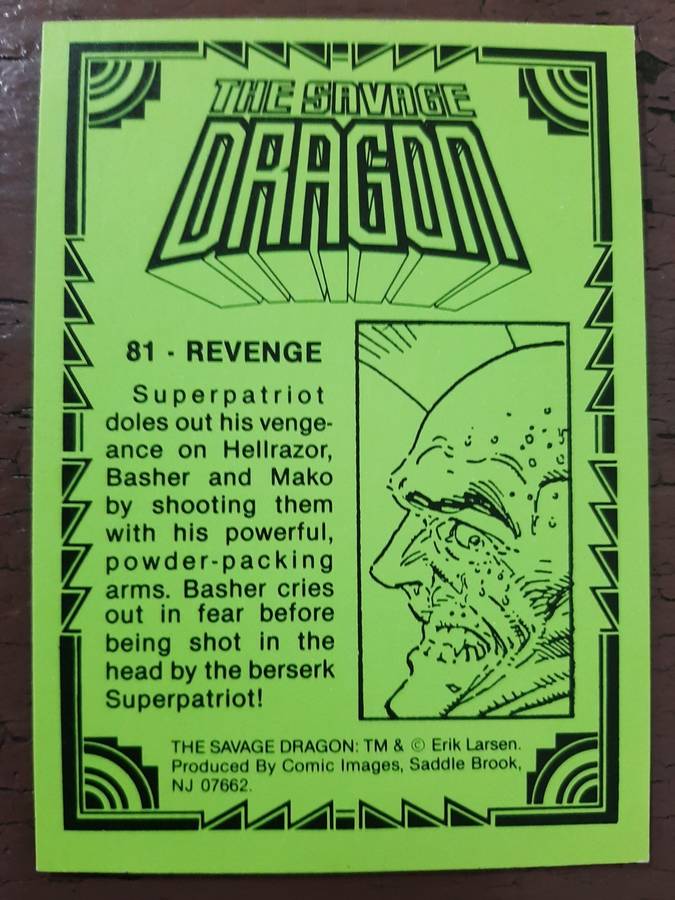 THE SAVAGE
DRAGON
81 - REVENGE
Superpatriot
doles out his venge-
ance on Hellrazor,
Basher and Mako
by shooting them
with his powerful,
powder-packing
arms. Basher cries
out in fear before
being shot in the
head by the berserk
Superpatriot!
THE SAVAGE DRAGON: TM & © Erik Larsen.
Produced By Comic Images, Saddle Brook,
NJ 07662.